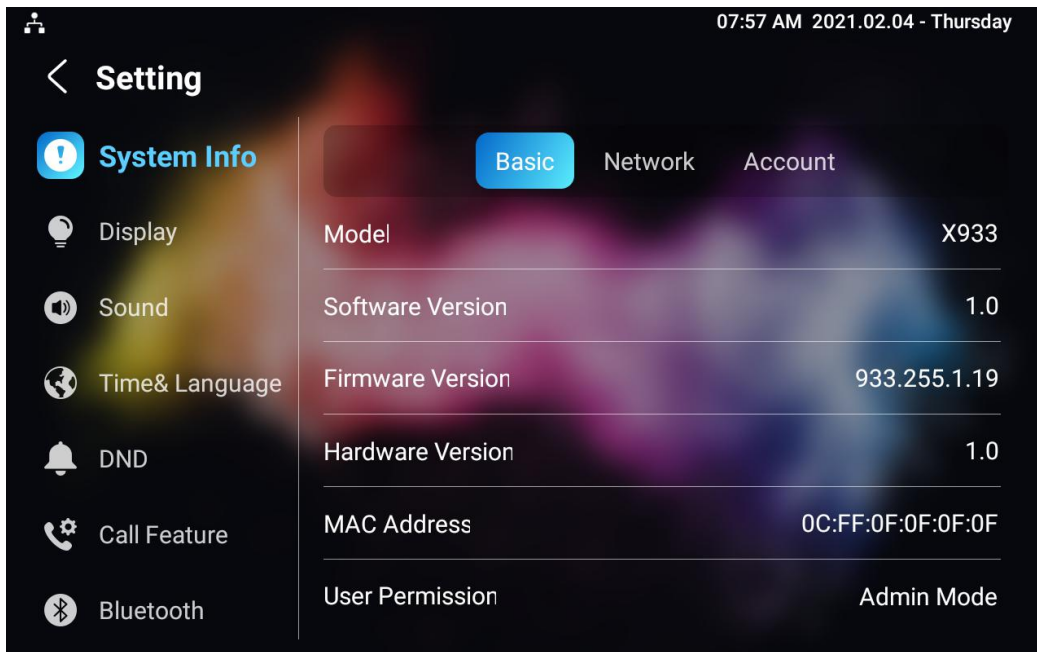 07:57 AM 2021.02.04 - Thursday
Setting
System Info
Display
Sound
Time& Language
DND
Call Feature
Bluetooth
Basic Network Account
Model X933
Software Version 1.0
Firmware Version 933.255.1.19
Hardware Version 1.0
MAC Address 0C:FF:0F:0F:0F:0F
User Permission Admin Mode